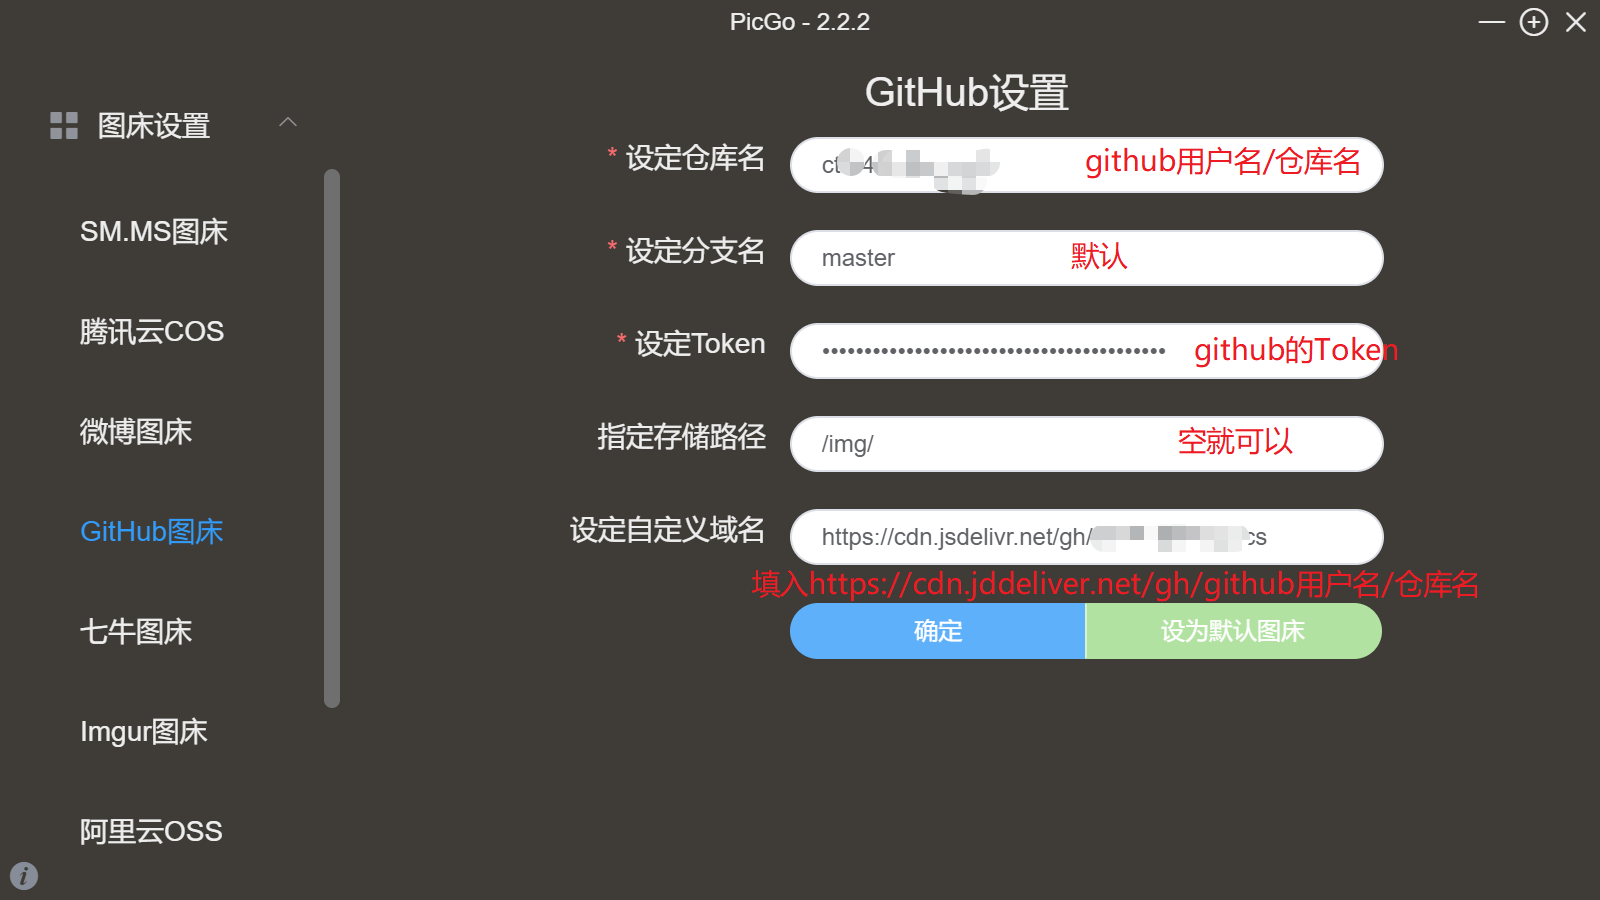 PicGo - 2.2.2
图床设置
SM.MS图床
腾讯云COS
微博图床
GitHub图床
七牛图床
Imgur图床
阿里云OSS
GitHub设置
* 设定仓库名
ct 4 github用户名/仓库名
* 设定分支名
master 默认
* 设定Token
••••••••••••••••••••••••••••••••••••••• github的Token
指定存储路径
/img/ 空就可以
设定自定义域名
https://cdn.jsdelivr.net/gh/ cs
填入https://cdn.jddeliver.net/gh/github用户名/仓库名
确定 设为默认图床